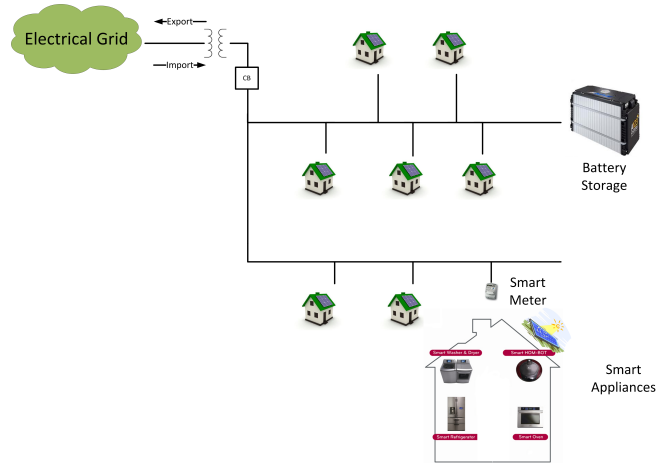 Export
Electrical Grid
Import
CB
Battery
Storage
Smart
Meter
Smart Washer & Dryer
Smart HOM-BOT
Smart
Appliances
Smart Refrigerator
Smart Oven